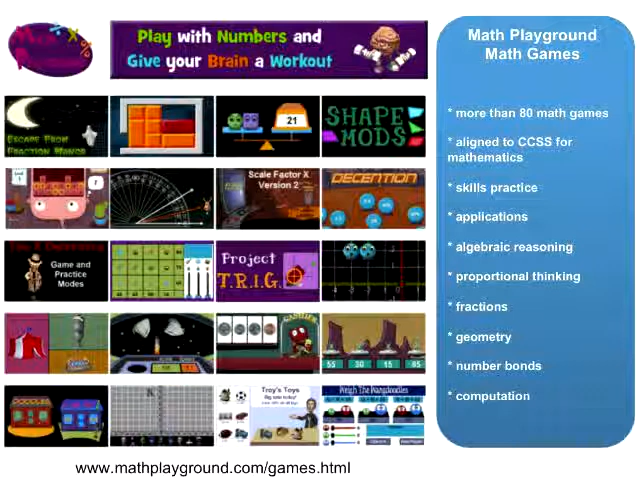 Play with Numbers and
Give your Brain a Workout
Math Playground
Math Games
* more than 80 math games
* aligned to CCSS for
mathematics
* skills practice
* applications
* algebraic reasoning
* proportional thinking
* fractions
* geometry
* number bonds
* computation
ESCAPE FROM
FRACTION MANOR
21
SHAPE
MODS
Scale Factor X
Version 2
DECENTION
Game and
Practice
Modes
Project
T.R.I.G.
55 30 15 85
Troy's Toys
Weigh The Wangdoodles
www.mathplayground.com/games.html